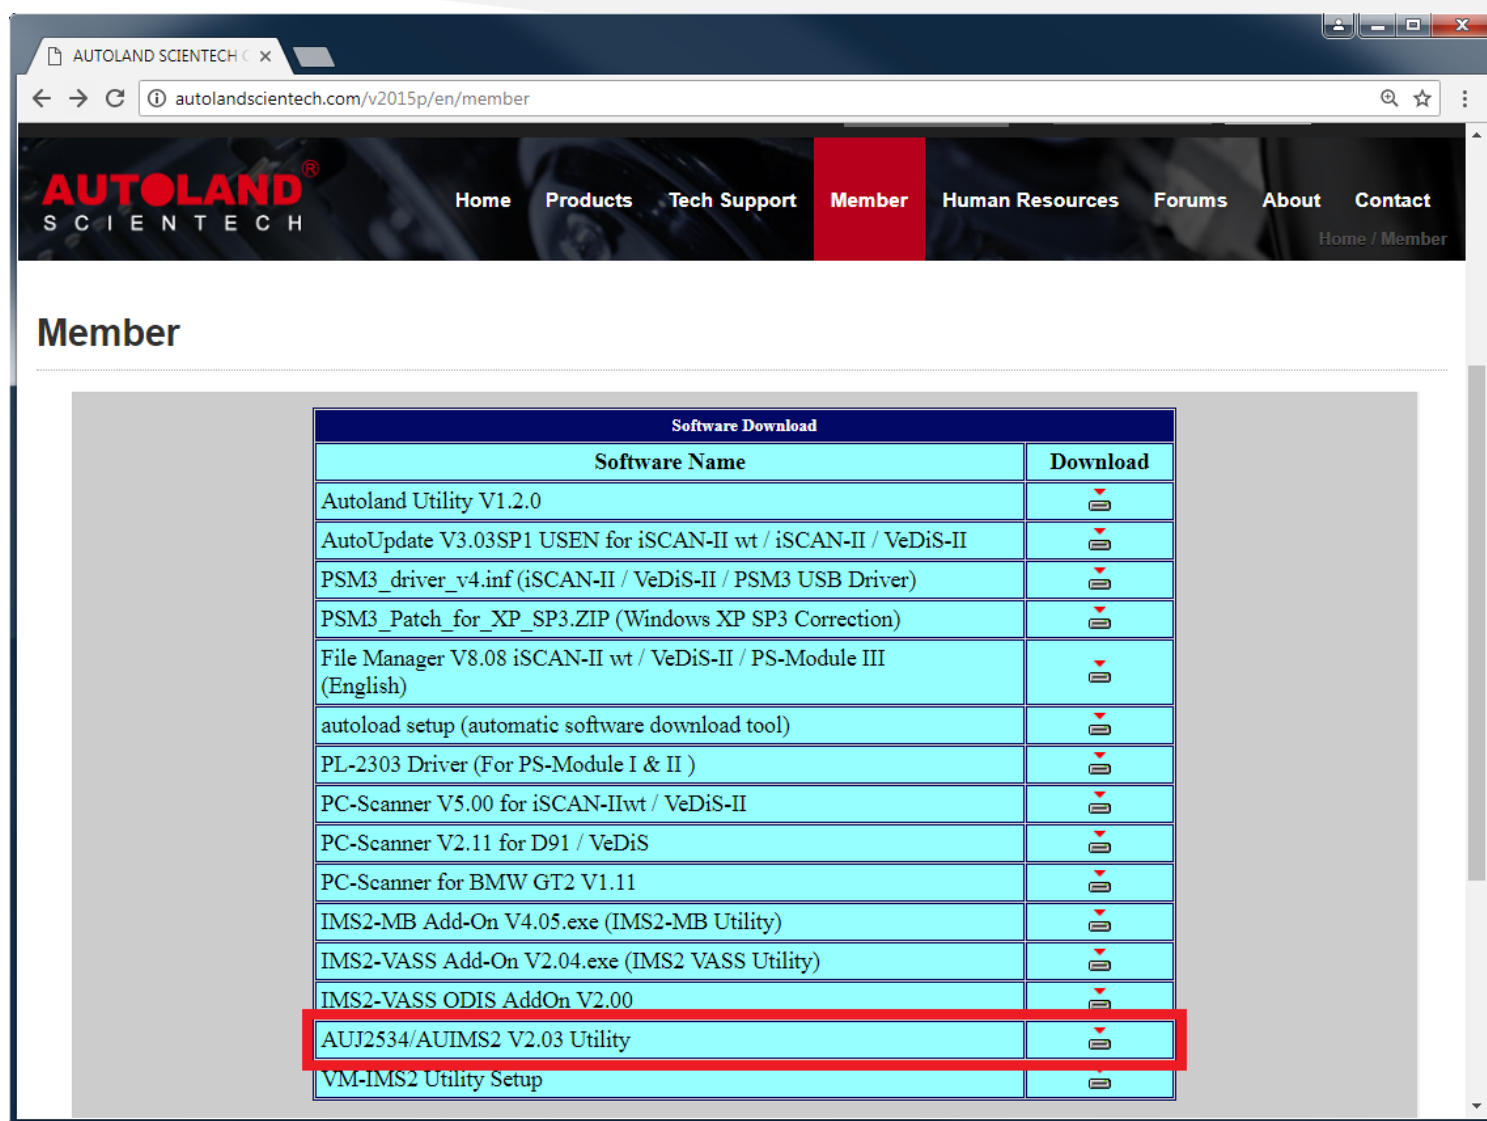 AUTOLAND SCIENTECH C
autolandscientech.com/v2015p/en/member
AUTOLAND®
SCIENTECH
Home Products Tech Support Member Human Resources Forums About Contact
Home / Member
Member
Software Download
Software Name Download
Autoland Utility V1.2.0
AutoUpdate V3.03SP1 USEN for iSCAN-II wt / iSCAN-II / VeDiS-II
PSM3_driver_v4.inf (iSCAN-II / VeDiS-II / PSM3 USB Driver)
PSM3_Patch_for_XP_SP3.ZIP (Windows XP SP3 Correction)
File Manager V8.08 iSCAN-II wt / VeDiS-II / PS-Module III
(English)
autoload setup (automatic software download tool)
PL-2303 Driver (For PS-Module I & II )
PC-Scanner V5.00 for iSCAN-IIwt / VeDiS-II
PC-Scanner V2.11 for D91 / VeDiS
PC-Scanner for BMW GT2 V1.11
IMS2-MB Add-On V4.05.exe (IMS2-MB Utility)
IMS2-VASS Add-On V2.04.exe (IMS2 VASS Utility)
IMS2-VASS ODIS AddOn V2.00
AUJ2534/AUIMS2 V2.03 Utility
VM-IMS2 Utility Setup